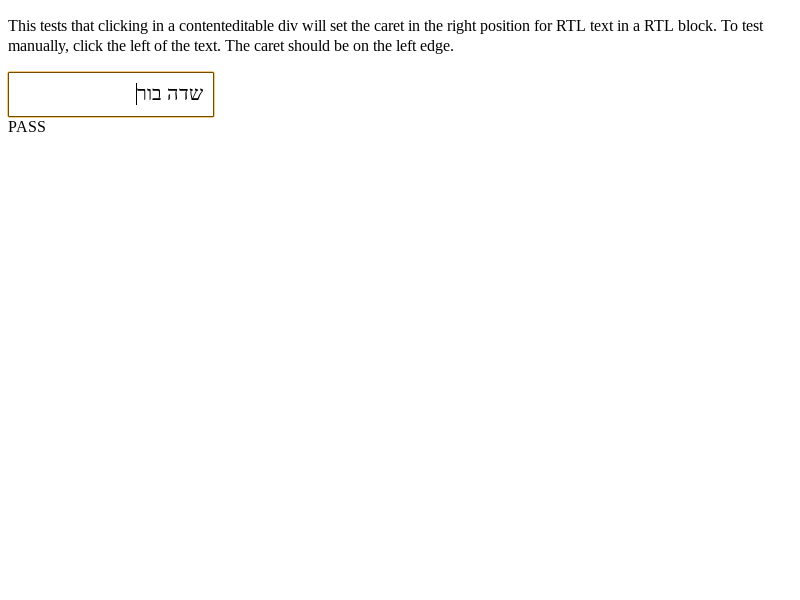 This tests that clicking in a contenteditable div will set the caret in the right position for RTL text in a RTL block. To test
manually, click the left of the text. The caret should be on the left edge.
שדה בור
PASS